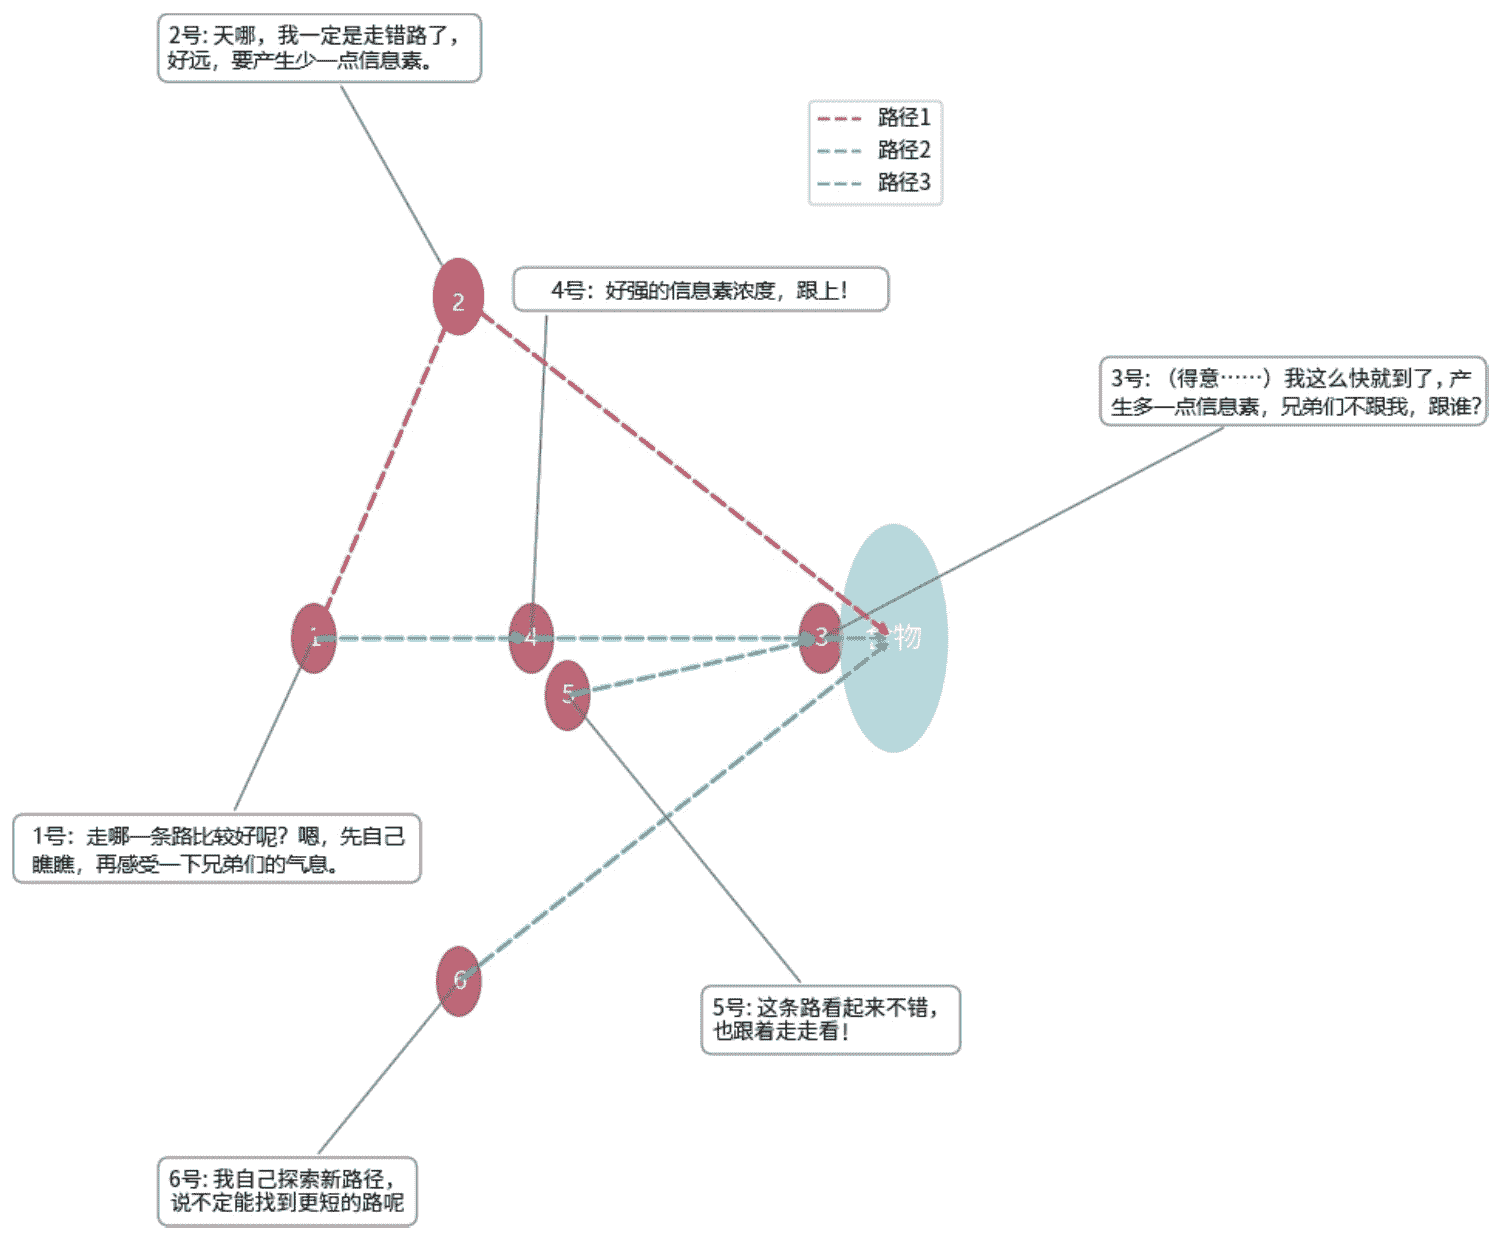 2号: 天哪，我一定是走错路了，
好远，要产生少一点信息素。
路径1
路径2
路径3
2
4号：好强的信息素浓度，跟上！
3号: （得意……）我这么快就到了，产
生多一点信息素，兄弟们不跟我，跟谁?
1
4
3
食物
5
1号：走哪一条路比较好呢？嗯，先自己
瞧瞧，再感受一下兄弟们的气息。
6
5号: 这条路看起来不错，
也跟着走走看！
6号: 我自己探索新路径，
说不定能找到更短的路呢